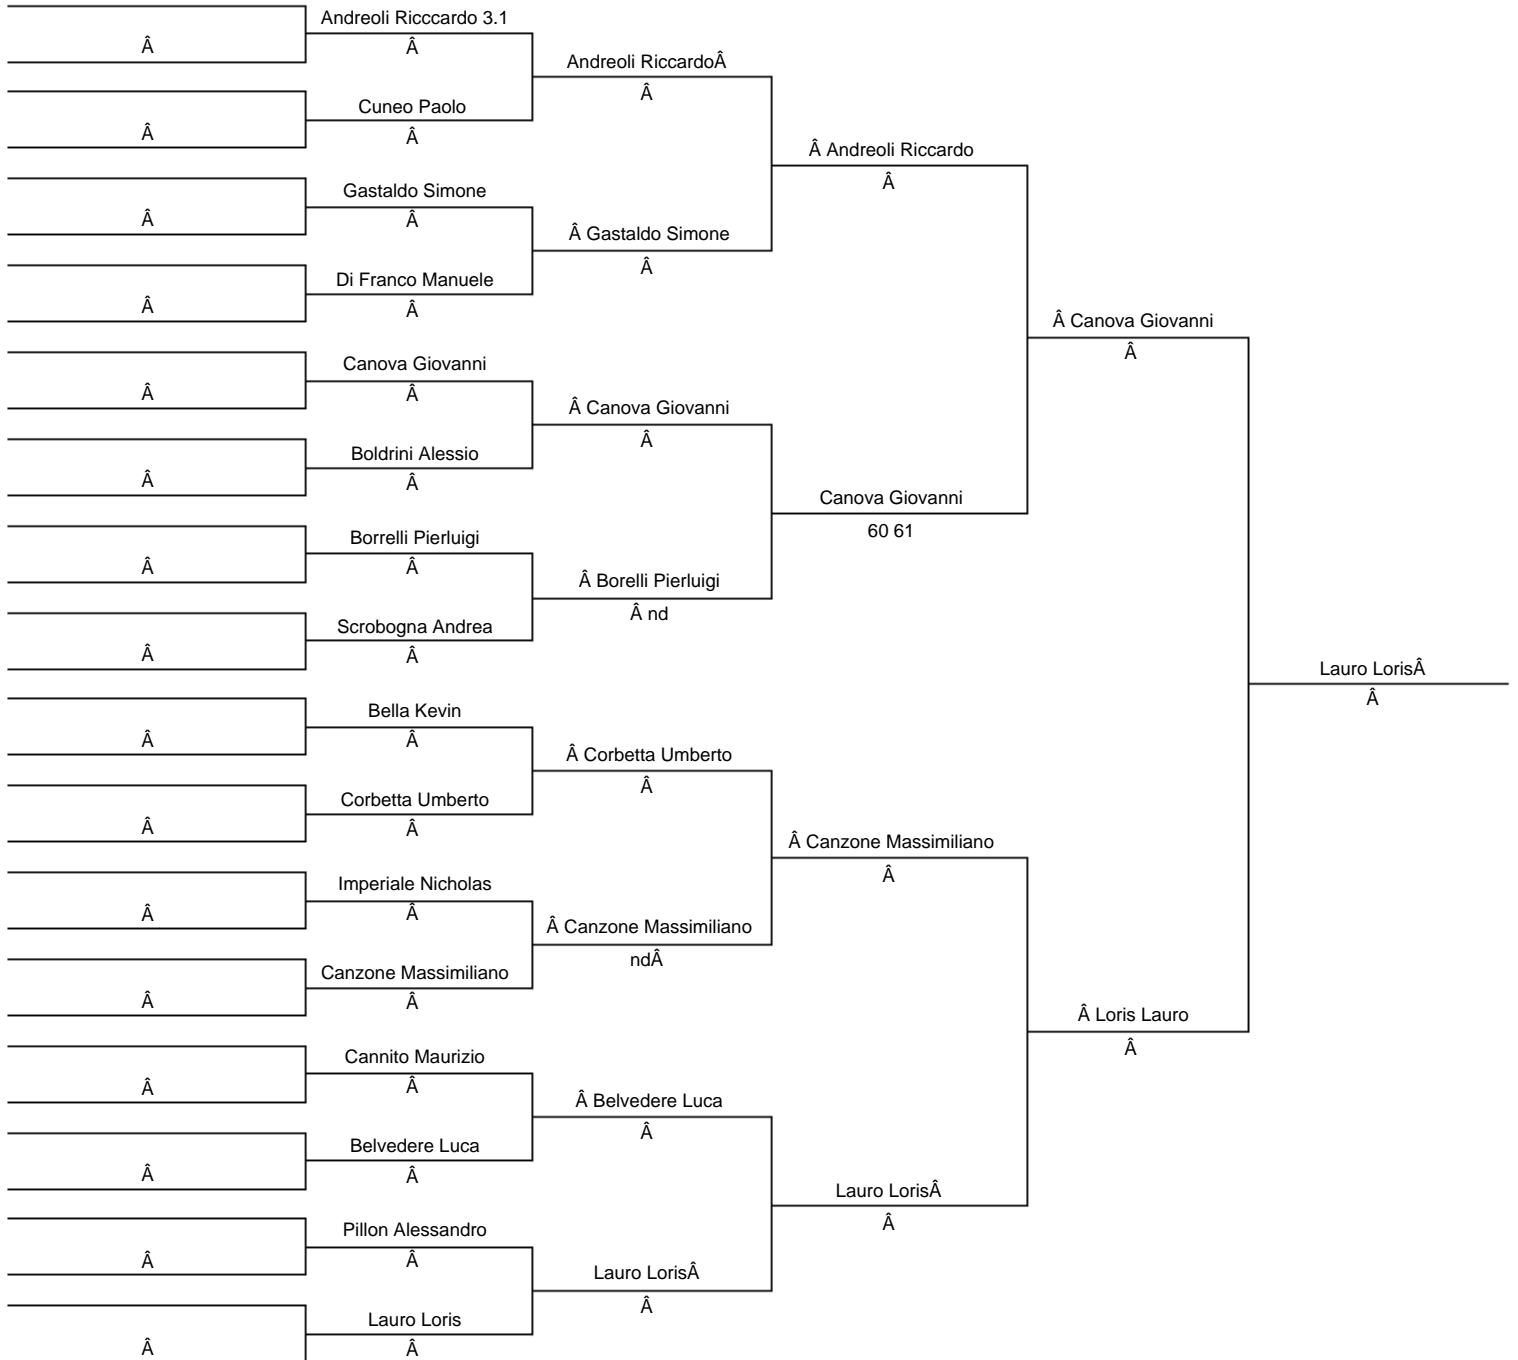 Andreoli Ricccardo 3.1
Â
Â
Andreoli RiccardoÂ
Â
Cuneo Paolo
Â
Â
Â Andreoli Riccardo
Â
Gastaldo Simone
Â
Â
Â Gastaldo Simone
Â
Di Franco Manuele
Â
Â
Â Canova Giovanni
Â
Canova Giovanni
Â
Â
Â Canova Giovanni
Â
Boldrini Alessio
Â
Â
Canova Giovanni
60 61
Borrelli Pierluigi
Â
Â
Â Borelli Pierluigi
Â nd
Scrobogna Andrea
Â
Â
Lauro LorisÂ
Â
Bella Kevin
Â
Â
Â Corbetta Umberto
Â
Corbetta Umberto
Â
Â
Â Canzone Massimiliano
Â
Imperiale Nicholas
Â
Â
Â Canzone Massimiliano
ndÂ
Canzone Massimiliano
Â
Â
Â Loris Lauro
Â
Cannito Maurizio
Â
Â
Â Belvedere Luca
Â
Belvedere Luca
Â
Â
Lauro LorisÂ
Â
Pillon Alessandro
Â
Â
Lauro LorisÂ
Â
Lauro Loris
Â
Â